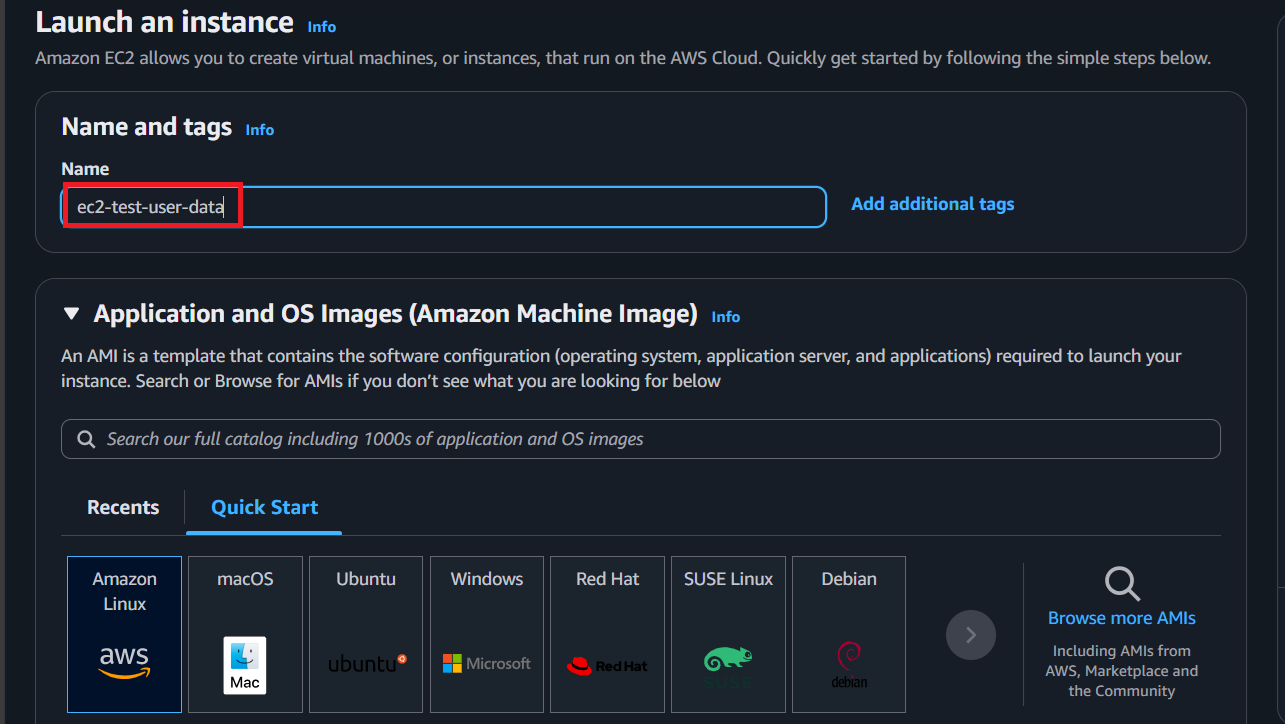 Launch an instance Info
Amazon EC2 allows you to create virtual machines, or instances, that run on the AWS Cloud. Quickly get started by following the simple steps below.
Name and tags Info
Name
ec2-test-user-data
Add additional tags
Application and OS Images (Amazon Machine Image) Info
An AMI is a template that contains the software configuration (operating system, application server, and applications) required to launch your
instance. Search or Browse for AMIs if you don’t see what you are looking for below
Search our full catalog including 1000s of application and OS images
Recents
Quick Start
Amazon
Linux
aws
macOS
Mac
Ubuntu
ubuntu
Windows
Microsoft
Red Hat
Red Hat
SUSE Linux
SUSE
Debian
debian
Browse more AMIs
Including AMIs from
AWS, Marketplace and
the Community